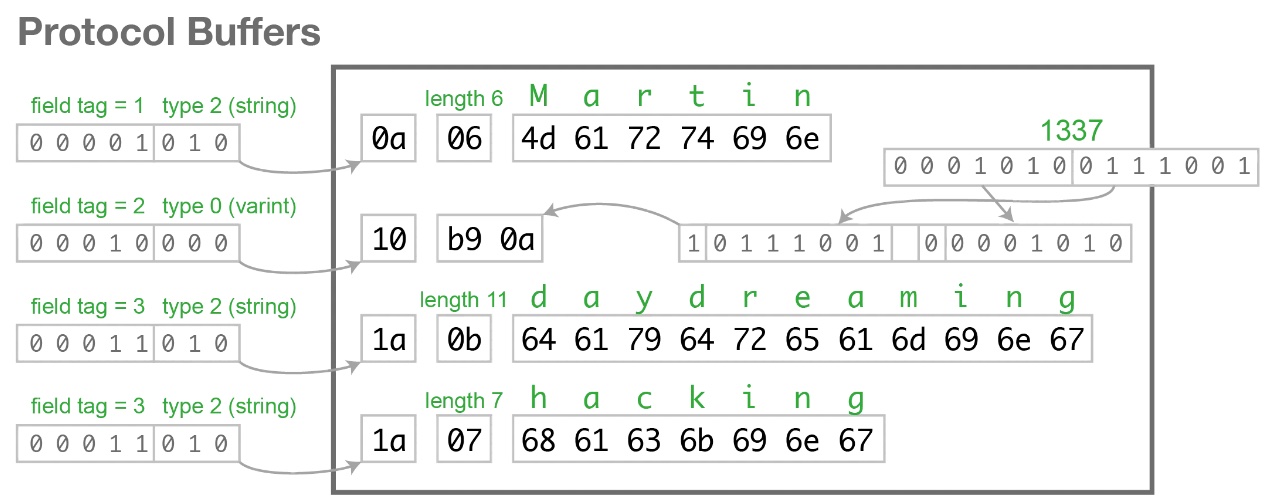 Protocol Buffers
field tag = 1 type 2 (string)
0 0 0 0 1 0 1 0
0a
length 6
06
M a r t i n
4d 61 72 74 69 6e
1337
0 0 0 1 0 1 0 0 1 1 1 0 0 1
field tag = 2 type 0 (varint)
0 0 0 1 0 0 0 0
10
b9 0a
1 0 1 1 1 0 0 1 0 0 0 0 1 0 1 0
field tag = 3 type 2 (string)
0 0 0 1 1 0 1 0
1a
length 11
0b
d a y d r e a m i n g
64 61 79 64 72 65 61 6d 69 6e 67
field tag = 3 type 2 (string)
0 0 0 1 1 0 1 0
1a
length 7
07
h a c k i n g
68 61 63 6b 69 6e 67